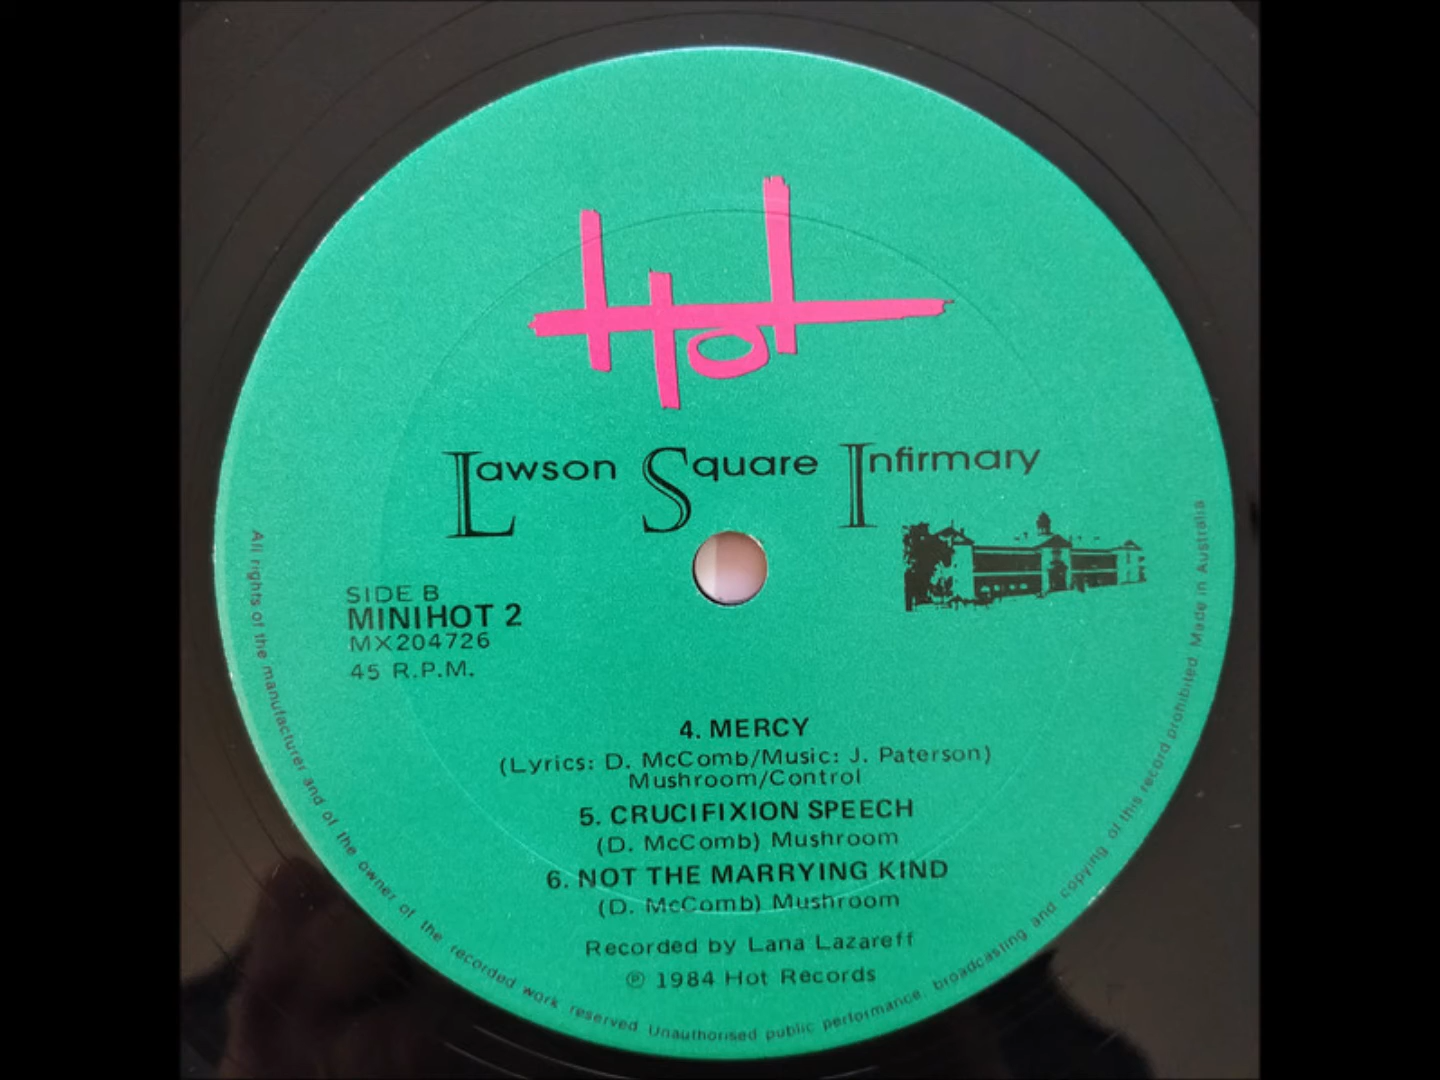 Hot
Lawson Square Infirmary
SIDE B
MINIHOT 2
MX204726
45 R.P.M.
4. MERCY
(Lyrics: D. McComb/Music: J. Paterson)
Mushroom/Control
5. CRUCIFIXION SPEECH
(D. McComb) Mushroom
6. NOT THE MARRYING KIND
(D. McComb) Mushroom
Recorded by Lana Lazareff
℗ 1984 Hot Records
All rights of the manufacturer and of the owner of the recorded work reserved. Unauthorised public performance, broadcasting and copying of this record prohibited. Made in Australia